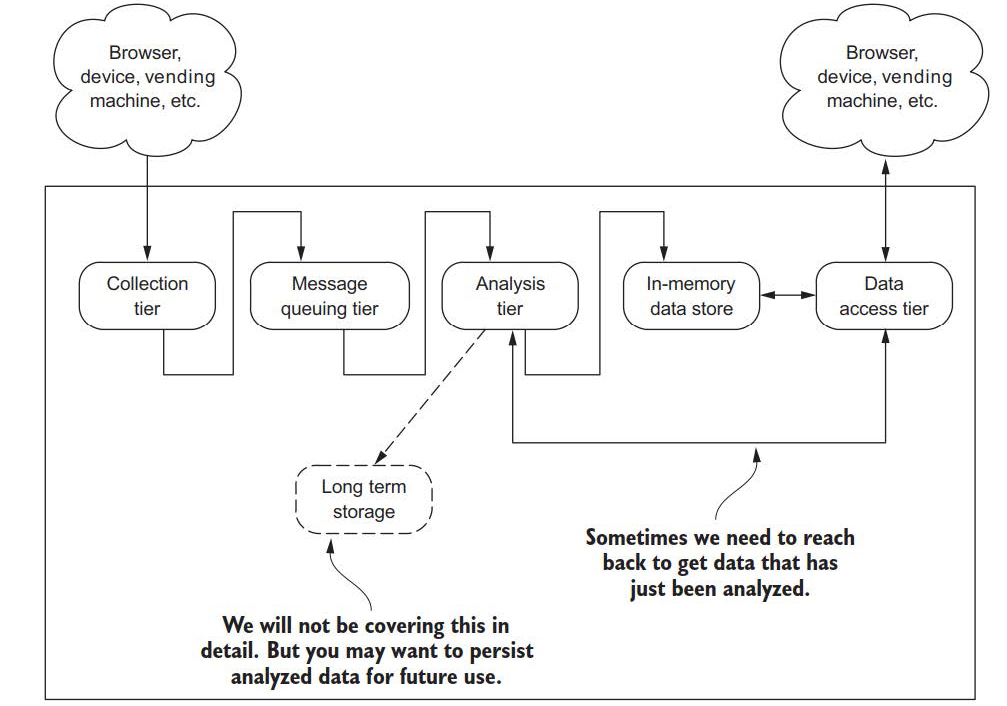 Browser,
device, vending
machine, etc.
Browser,
device, vending
machine, etc.
Collection
tier
Message
queuing tier
Analysis
tier
In-memory
data store
Data
access tier
Long term
storage
Sometimes we need to reach
back to get data that has
just been analyzed.
We will not be covering this in
detail. But you may want to persist
analyzed data for future use.